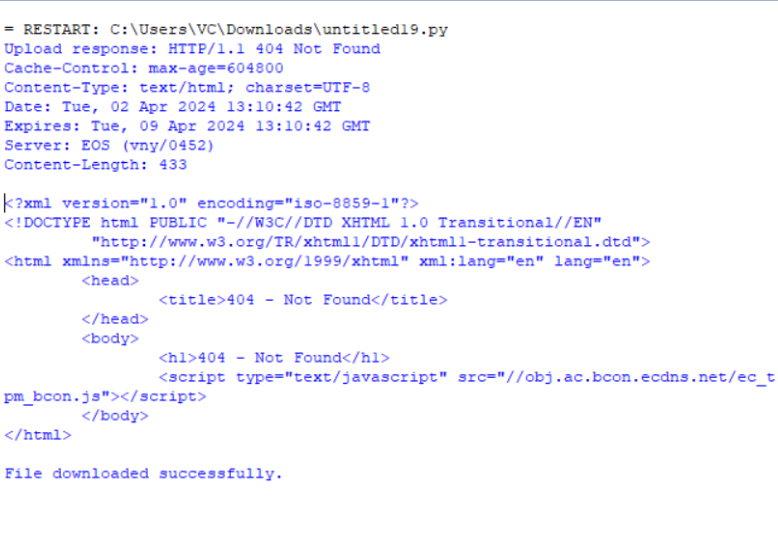 = RESTART: C:\Users\VC\Downloads\untitled19.py
Upload response: HTTP/1.1 404 Not Found
Cache-Control: max-age=604800
Content-Type: text/html; charset=UTF-8
Date: Tue, 02 Apr 2024 13:10:42 GMT
Expires: Tue, 09 Apr 2024 13:10:42 GMT
Server: EOS (vny/0452)
Content-Length: 433

<?xml version="1.0" encoding="iso-8859-1"?>
<!DOCTYPE html PUBLIC "-//W3C//DTD XHTML 1.0 Transitional//EN"
         "http://www.w3.org/TR/xhtml1/DTD/xhtml1-transitional.dtd">
<html xmlns="http://www.w3.org/1999/xhtml" xml:lang="en" lang="en">
        <head>
                <title>404 - Not Found</title>
        </head>
        <body>
                <h1>404 - Not Found</h1>
                <script type="text/javascript" src="//obj.ac.bcon.ecdns.net/ec_t
pm_bcon.js"></script>
        </body>
</html>

File downloaded successfully.